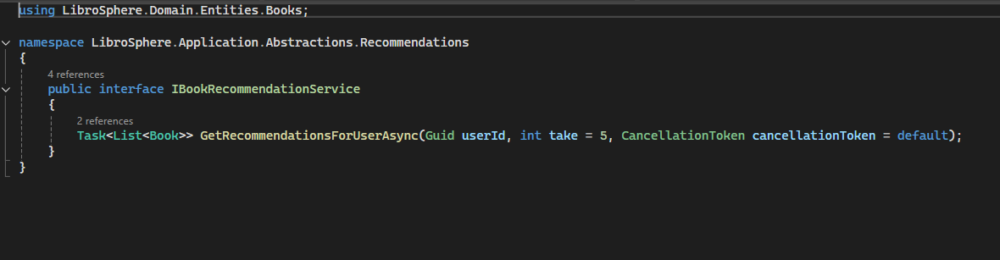 using LibroSphere.Domain.Entities.Books;
namespace LibroSphere.Application.Abstractions.Recommendations
{
4 references
public interface IBookRecommendationService
{
2 references
Task<List<Book>> GetRecommendationsForUserAsync(Guid userId, int take = 5, CancellationToken cancellationToken = default);
}
}